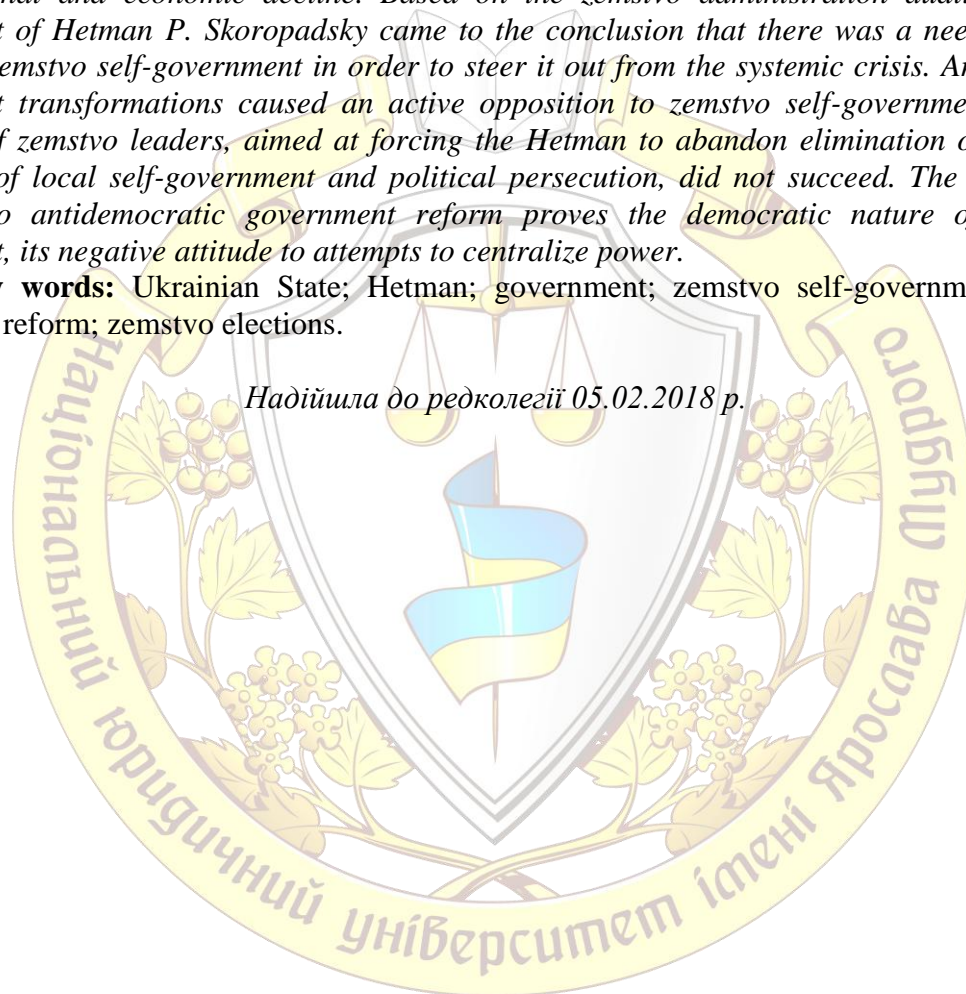 nal and economic decline. Based on the zemstvo administration audit
t of Hetman P. Skoropadsky came to the conclusion that there was a nee
emstvo self-government in order to steer it out from the systemic crisis. Ar
t transformations caused an active opposition to zemstvo self-governme
f zemstvo leaders, aimed at forcing the Hetman to abandon elimination o
of local self-government and political persecution, did not succeed. The
o antidemocratic government reform proves the democratic nature o
t, its negative attitude to attempts to centralize power.
y words: Ukrainian State; Hetman; government; zemstvo self-governm
reform; zemstvo elections.
Надійшла до редколегії 05.02.2018 р.
Національний юридичний університет імені Ярослава Мудрого